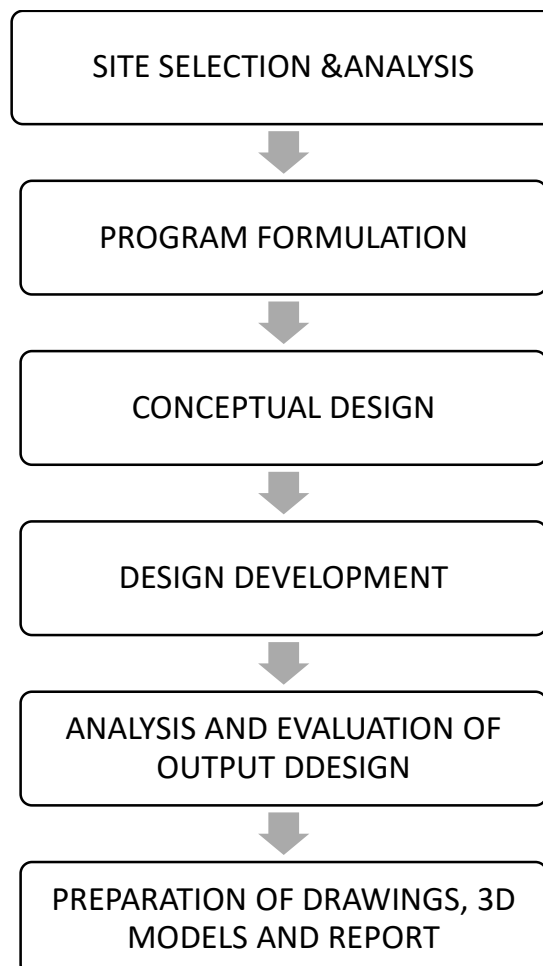 SITE SELECTION &ANALYSIS
PROGRAM FORMULATION
CONCEPTUAL DESIGN
DESIGN DEVELOPMENT
ANALYSIS AND EVALUATION OF
OUTPUT DDESIGN
PREPARATION OF DRAWINGS, 3D
MODELS AND REPORT